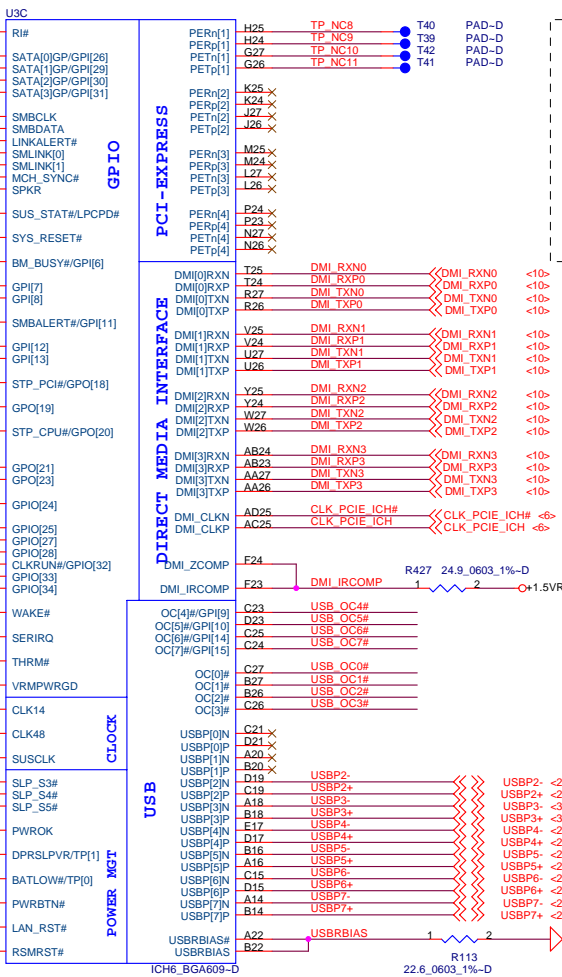 U3C
RI# PERn[1] H25 TP_NC8 T40 PAD~D
PERp[1] H24 TP_NC9 T39 PAD~D
SATA[0]GP/GPI[26] PETn[1] G27 TP_NC10 T42 PAD~D
SATA[1]GP/GPI[29] PETp[1] G26 TP_NC11 T41 PAD~D
SATA[2]GP/GPI[30]
SATA[3]GP/GPI[31] PERn[2] K25
PERp[2] K24
SMBCLK PETn[2] J27
SMBDATA PETp[2] J26
LINKALERT#
SMLINK[0] PERn[3] M25
SMLINK[1] PERp[3] M24
MCH_SYNC# PETn[3] L27
SPKR PETp[3] L26
GPIO
PCI-EXPRESS
SUS_STAT#/LPCPD# PERn[4] P24
PERp[4] P23
SYS_RESET# PETn[4] N27
PETp[4] N26
BM_BUSY#/GPI[6]
DMI[0]RXN T25 DMI_RXN0 DMI_RXN0 <10>
GPI[7] DMI[0]RXP T24 DMI_RXP0 DMI_RXP0 <10>
GPI[8] DMI[0]TXN R27 DMI_TXN0 DMI_TXN0 <10>
DMI[0]TXP R26 DMI_TXP0 DMI_TXP0 <10>
SMBALERT#/GPI[11]
DMI[1]RXN V25 DMI_RXN1 DMI_RXN1 <10>
GPI[12] DMI[1]RXP V24 DMI_RXP1 DMI_RXP1 <10>
GPI[13] DMI[1]TXN U27 DMI_TXN1 DMI_TXN1 <10>
DMI[1]TXP U26 DMI_TXP1 DMI_TXP1 <10>
STP_PCI#/GPO[18]
DMI[2]RXN Y25 DMI_RXN2 DMI_RXN2 <10>
GPO[19] DMI[2]RXP Y24 DMI_RXP2 DMI_RXP2 <10>
DMI[2]TXN W27 DMI_TXN2 DMI_TXN2 <10>
STP_CPU#/GPO[20] DMI[2]TXP W26 DMI_TXP2 DMI_TXP2 <10>
DIRECT MEDIA INTERFACE
DMI[3]RXN AB24 DMI_RXN3 DMI_RXN3 <10>
GPO[21] DMI[3]RXP AB23 DMI_RXP3 DMI_RXP3 <10>
GPO[23] DMI[3]TXN AA27 DMI_TXN3 DMI_TXN3 <10>
DMI[3]TXP AA26 DMI_TXP3 DMI_TXP3 <10>
GPIO[24]
DMI_CLKN AD25 CLK_PCIE_ICH# CLK_PCIE_ICH# <6>
GPIO[25] DMI_CLKP AC25 CLK_PCIE_ICH CLK_PCIE_ICH <6>
GPIO[27]
GPIO[28]
CLKRUN#/GPIO[32] DMI_ZCOMP F24
GPIO[33] R427 24.9_0603_1%~D
GPIO[34] DMI_IRCOMP F23 DMI_IRCOMP 1 2 +1.5VR
WAKE# OC[4]#/GPI[9] C23 USB_OC4#
OC[5]#/GPI[10] D23 USB_OC5#
SERIRQ OC[6]#/GPI[14] C25 USB_OC6#
OC[7]#/GPI[15] C24 USB_OC7#
THRM#
OC[0]# C27 USB_OC0#
VRMPWRGD OC[1]# B27 USB_OC1#
OC[2]# B26 USB_OC2#
CLK14 OC[3]# C26 USB_OC3#
CLK48 USBP[0]N C21
USBP[0]P D21
SUSCLK USBP[1]N A20
USBP[1]P B20
CLOCK
USB
SLP_S3# USBP[2]N D19 USBP2- USBP2- <2
SLP_S4# USBP[2]P C19 USBP2+ USBP2+ <2
SLP_S5# USBP[3]N A18 USBP3- USBP3- <3
USBP[3]P B18 USBP3+ USBP3+ <3
PWROK USBP[4]N E17 USBP4- USBP4- <2
USBP[4]P D17 USBP4+ USBP4+ <2
DPRSLPVR/TP[1] USBP[5]N B16 USBP5- USBP5- <2
USBP[5]P A16 USBP5+ USBP5+ <2
BATLOW#/TP[0] USBP[6]N C15 USBP6- USBP6- <2
USBP[6]P D15 USBP6+ USBP6+ <2
PWRBTN# USBP[7]N A14 USBP7- USBP7- <2
USBP[7]P B14 USBP7+ USBP7+ <2
POWER MGT
LAN_RST#
USBRBIAS# A22 USBRBIAS 1 2
RSMRST# USBRBIAS B22 R113
ICH6_BGA609~D 22.6_0603_1%~D